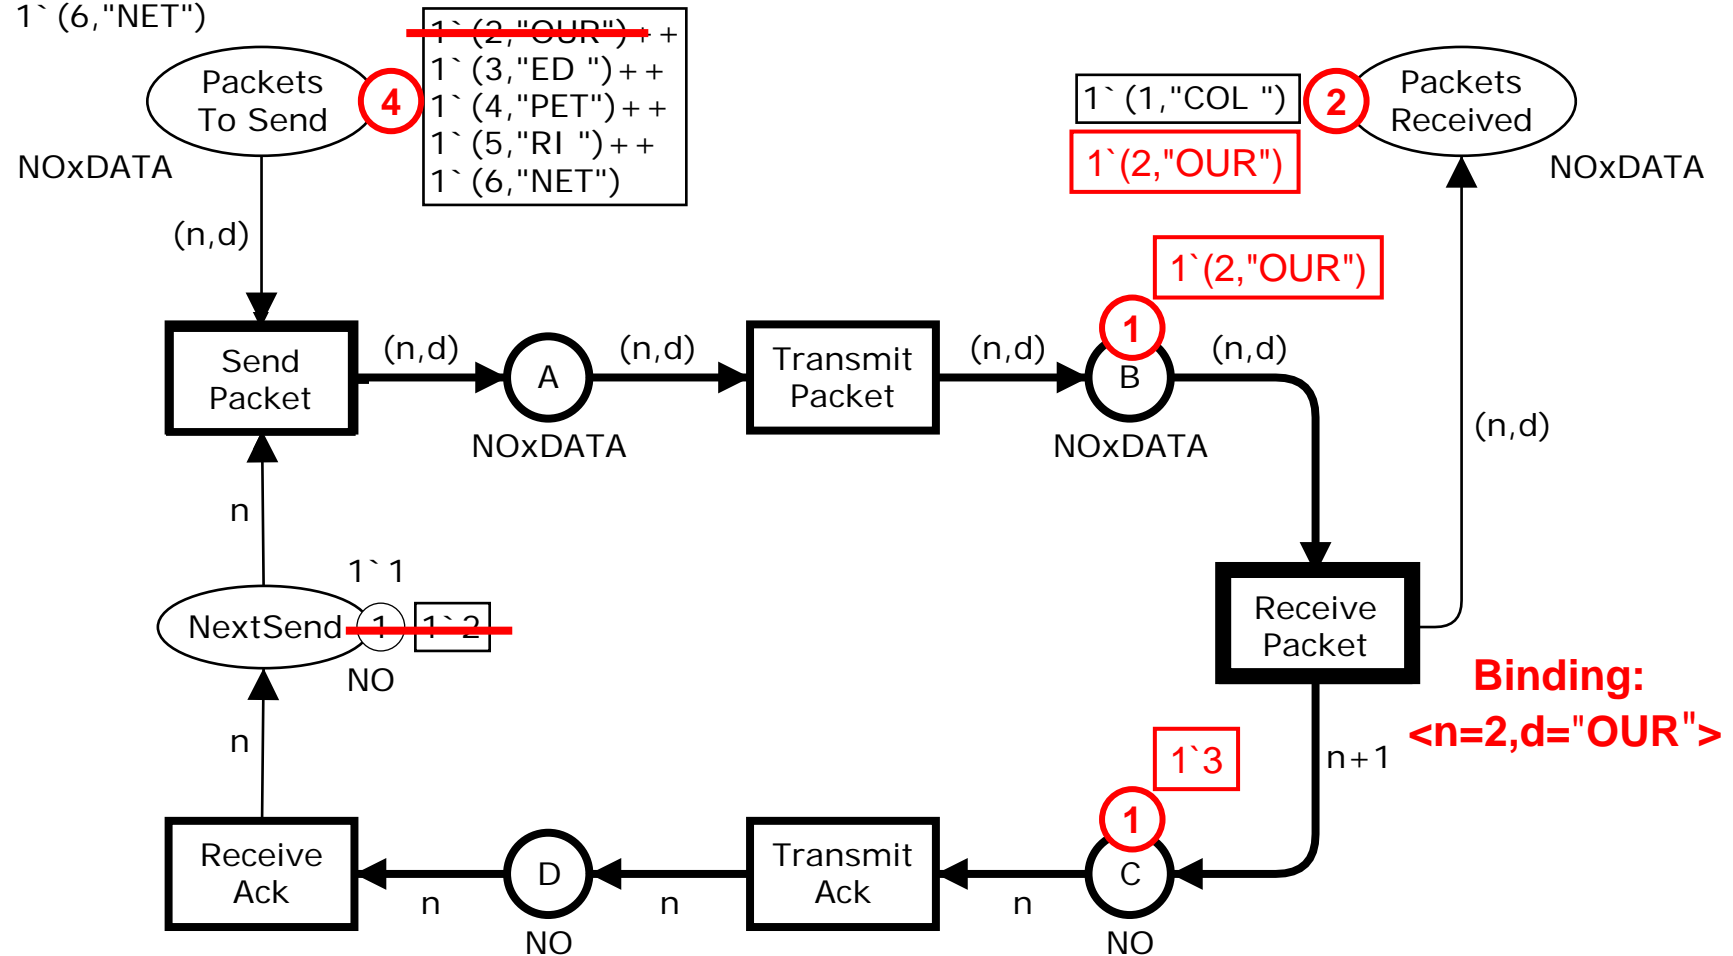 1`(6,"NET")
Packets
To Send
4
1`(2,"OUR")++
1`(3,"ED ")++
1`(4,"PET")++
1`(5,"RI ")++
1`(6,"NET")
NOxDATA
1`(1,"COL ")
2
Packets
Received
1`(2,"OUR")
NOxDATA
(n,d)
1`(2,"OUR")
Send
Packet
(n,d)
A
NOxDATA
(n,d)
Transmit
Packet
(n,d)
1
B
NOxDATA
(n,d)
(n,d)
n
1`1
NextSend
1
1`2
NO
Receive
Packet
Binding:
<n=2,d="OUR">
n
1`3
n+1
Receive
Ack
n
D
NO
n
Transmit
Ack
n
1
C
NO